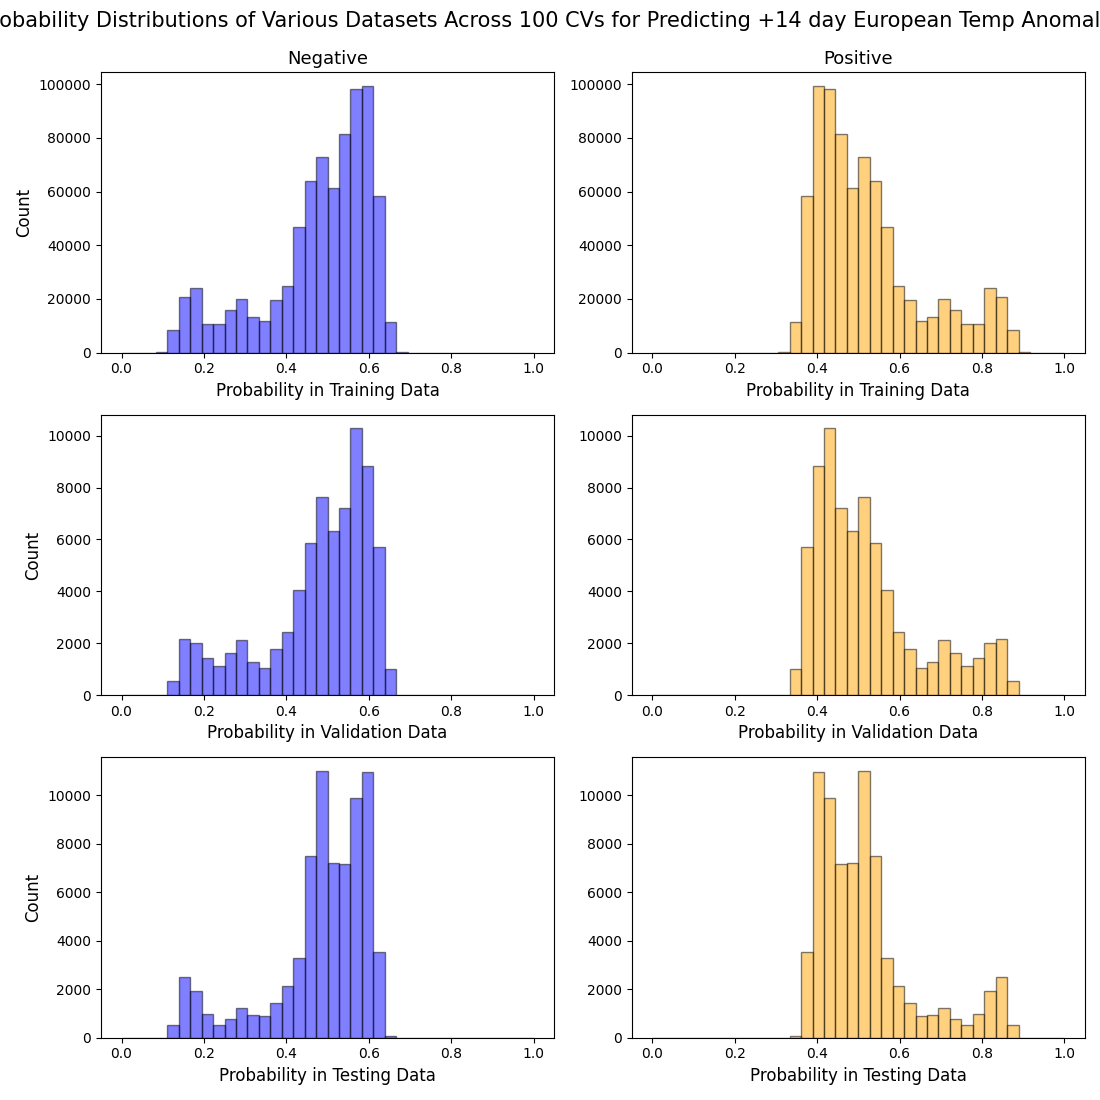 obability Distributions of Various Datasets Across 100 CVs for Predicting +14 day European Temp Anomal
Negative
Positive
100000
80000
60000
40000
20000
0
Count
0.0 0.2 0.4 0.6 0.8 1.0
Probability in Training Data
100000
80000
60000
40000
20000
0
0.0 0.2 0.4 0.6 0.8 1.0
Probability in Training Data
10000
8000
6000
4000
2000
0
Count
0.0 0.2 0.4 0.6 0.8 1.0
Probability in Validation Data
10000
8000
6000
4000
2000
0
0.0 0.2 0.4 0.6 0.8 1.0
Probability in Validation Data
10000
8000
6000
4000
2000
0
Count
0.0 0.2 0.4 0.6 0.8 1.0
Probability in Testing Data
10000
8000
6000
4000
2000
0
0.0 0.2 0.4 0.6 0.8 1.0
Probability in Testing Data